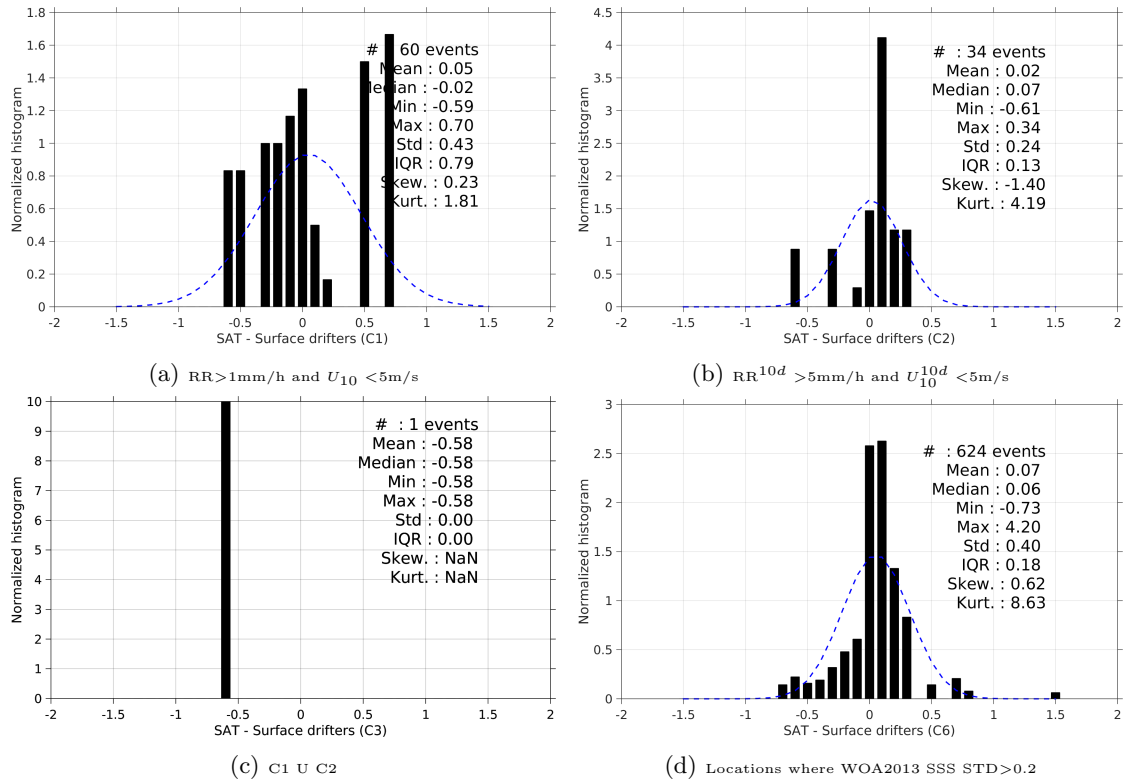 1.8
1.6
1.4
1.2
1
0.8
0.6
0.4
0.2
0
Normalized histogram
# : 60 events
Mean : 0.05
Median : -0.02
Min : -0.59
Max : 0.70
Std : 0.43
IQR : 0.79
Skew. : 0.23
Kurt. : 1.81
-2 -1.5 -1 -0.5 0 0.5 1 1.5 2
SAT - Surface drifters (C1)
(a) RR>1mm/h and U10 <5m/s
4.5
4
3.5
3
2.5
2
1.5
1
0.5
0
Normalized histogram
# : 34 events
Mean : 0.02
Median : 0.07
Min : -0.61
Max : 0.34
Std : 0.24
IQR : 0.13
Skew. : -1.40
Kurt. : 4.19
-2 -1.5 -1 -0.5 0 0.5 1 1.5 2
SAT - Surface drifters (C2)
(b) RR^10d >5mm/h and U10^10d <5m/s
10
9
8
7
6
5
4
3
2
1
0
Normalized histogram
# : 1 events
Mean : -0.58
Median : -0.58
Min : -0.58
Max : -0.58
Std : 0.00
IQR : 0.00
Skew. : NaN
Kurt. : NaN
-2 -1.5 -1 -0.5 0 0.5 1 1.5 2
SAT - Surface drifters (C3)
(c) C1 U C2
3
2.5
2
1.5
1
0.5
0
Normalized histogram
# : 624 events
Mean : 0.07
Median : 0.06
Min : -0.73
Max : 4.20
Std : 0.40
IQR : 0.18
Skew. : 0.62
Kurt. : 8.63
-2 -1.5 -1 -0.5 0 0.5 1 1.5 2
SAT - Surface drifters (C6)
(d) Locations where WOA2013 SSS STD>0.2